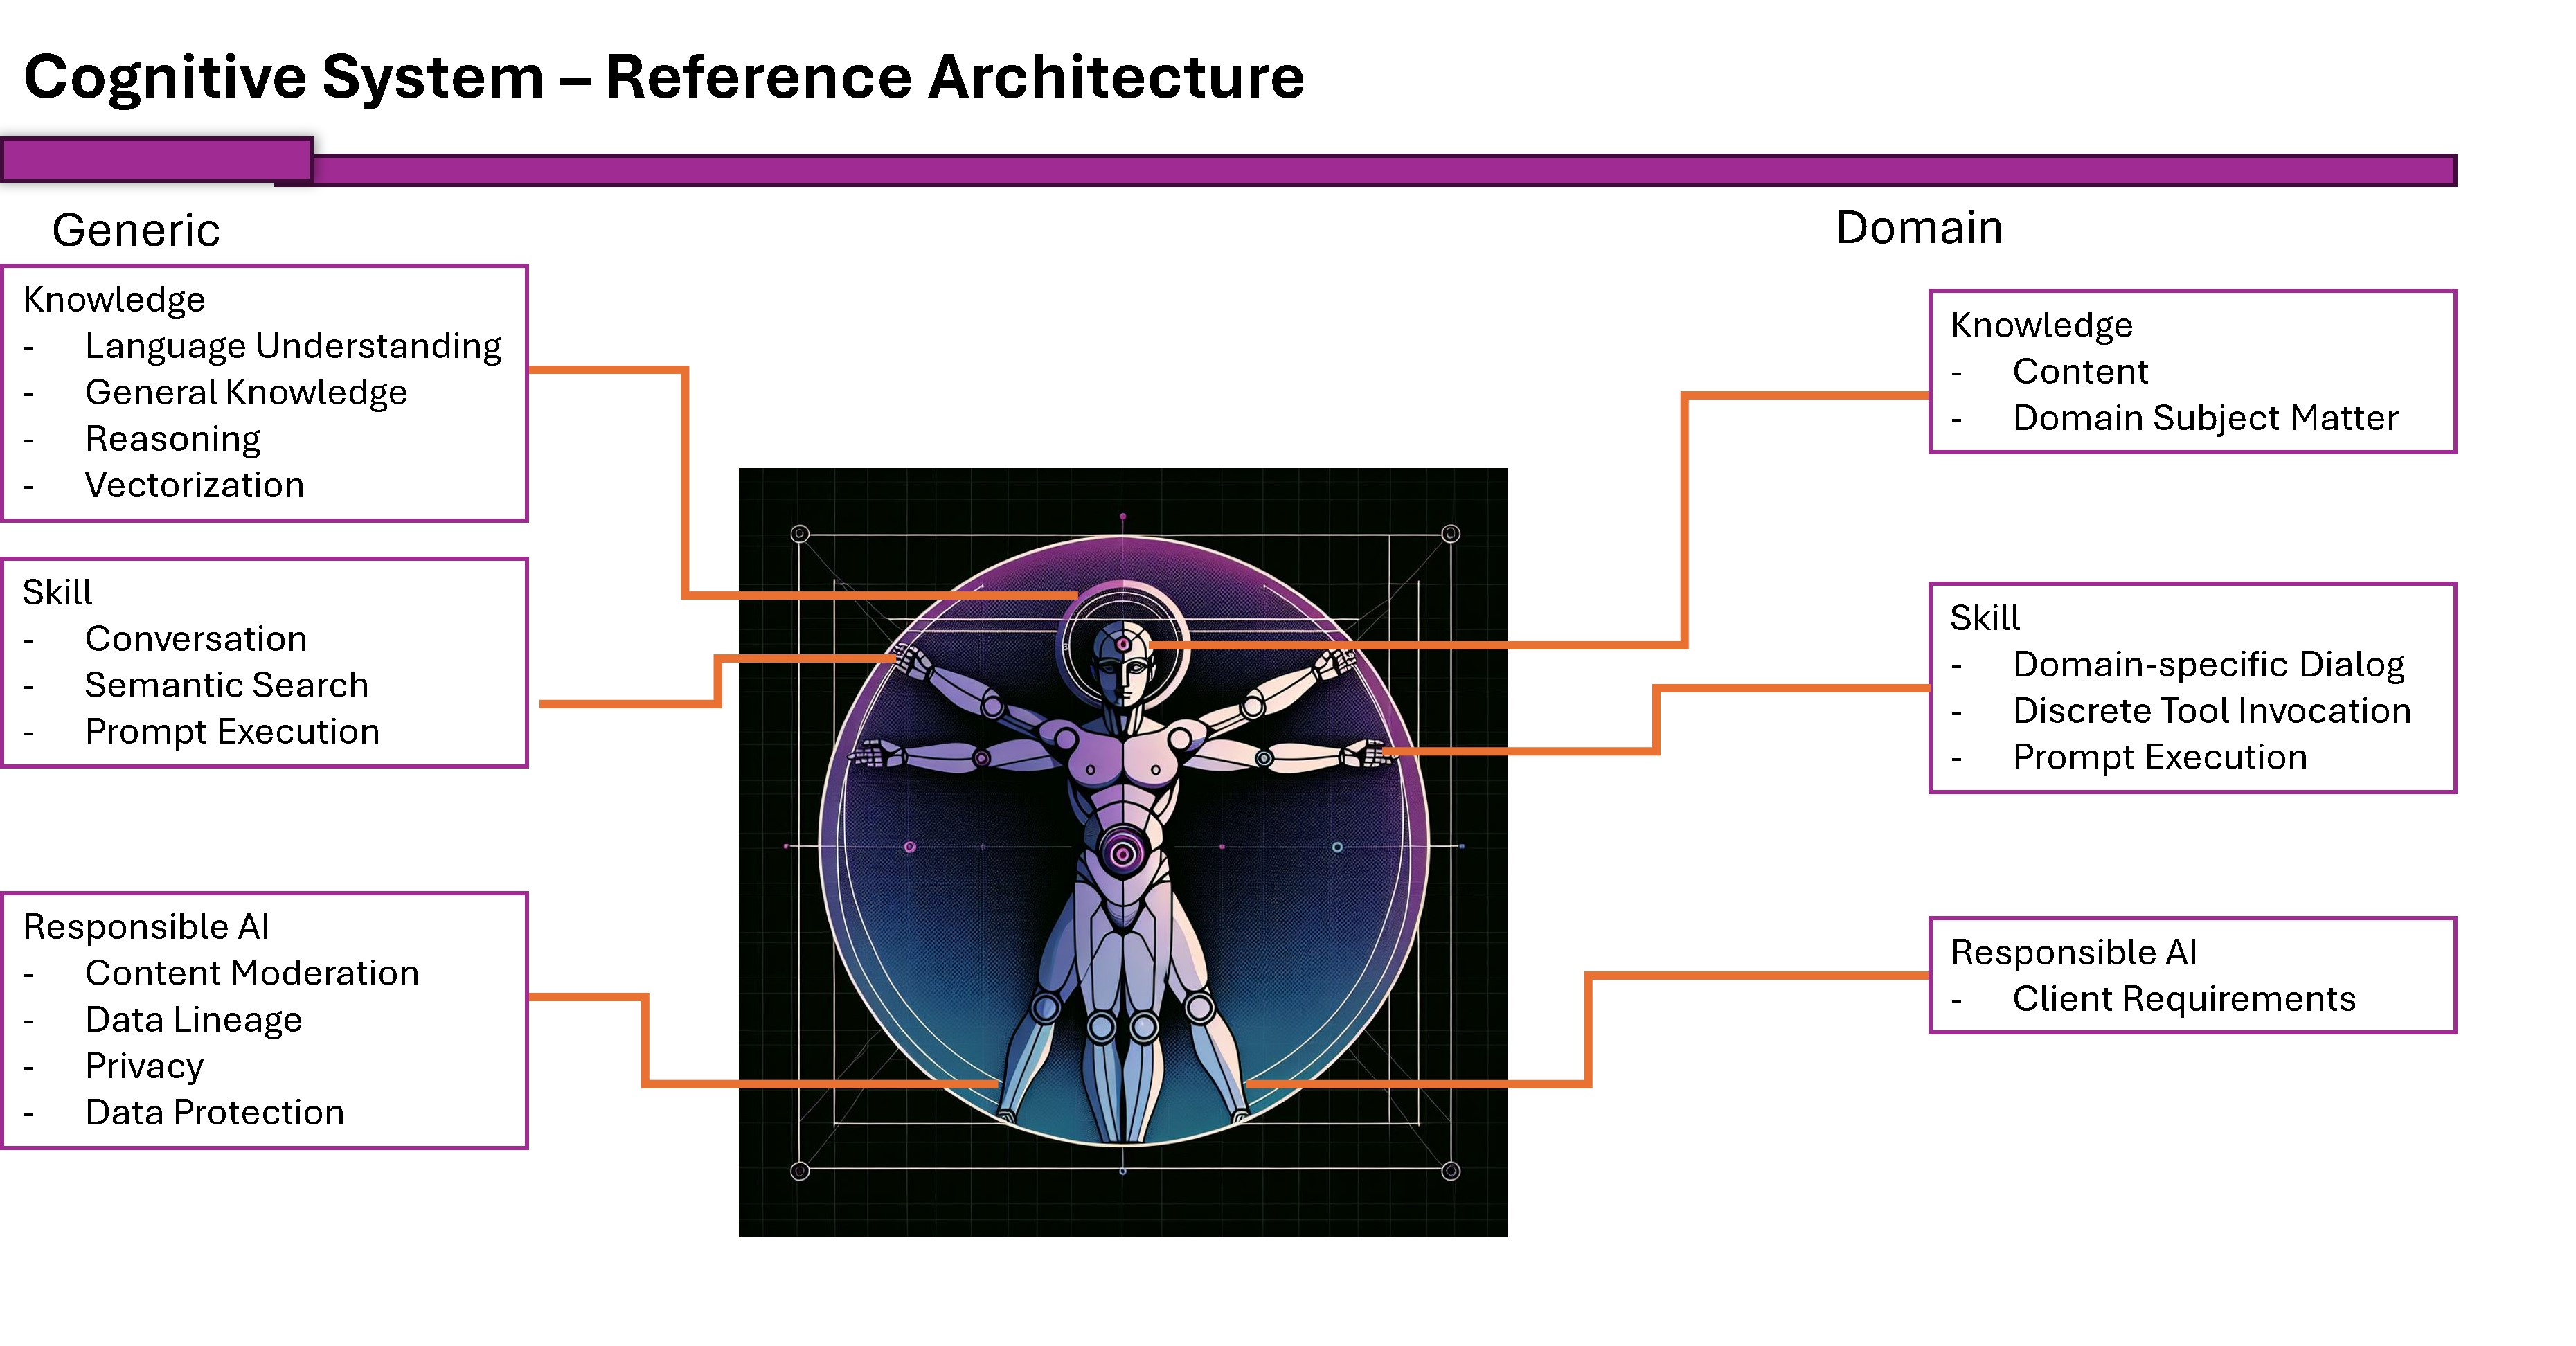 Cognitive System – Reference Architecture
Generic
Knowledge
- Language Understanding
- General Knowledge
- Reasoning
- Vectorization
Skill
- Conversation
- Semantic Search
- Prompt Execution
Responsible AI
- Content Moderation
- Data Lineage
- Privacy
- Data Protection
Domain
Knowledge
- Content
- Domain Subject Matter
Skill
- Domain-specific Dialog
- Discrete Tool Invocation
- Prompt Execution
Responsible AI
- Client Requirements